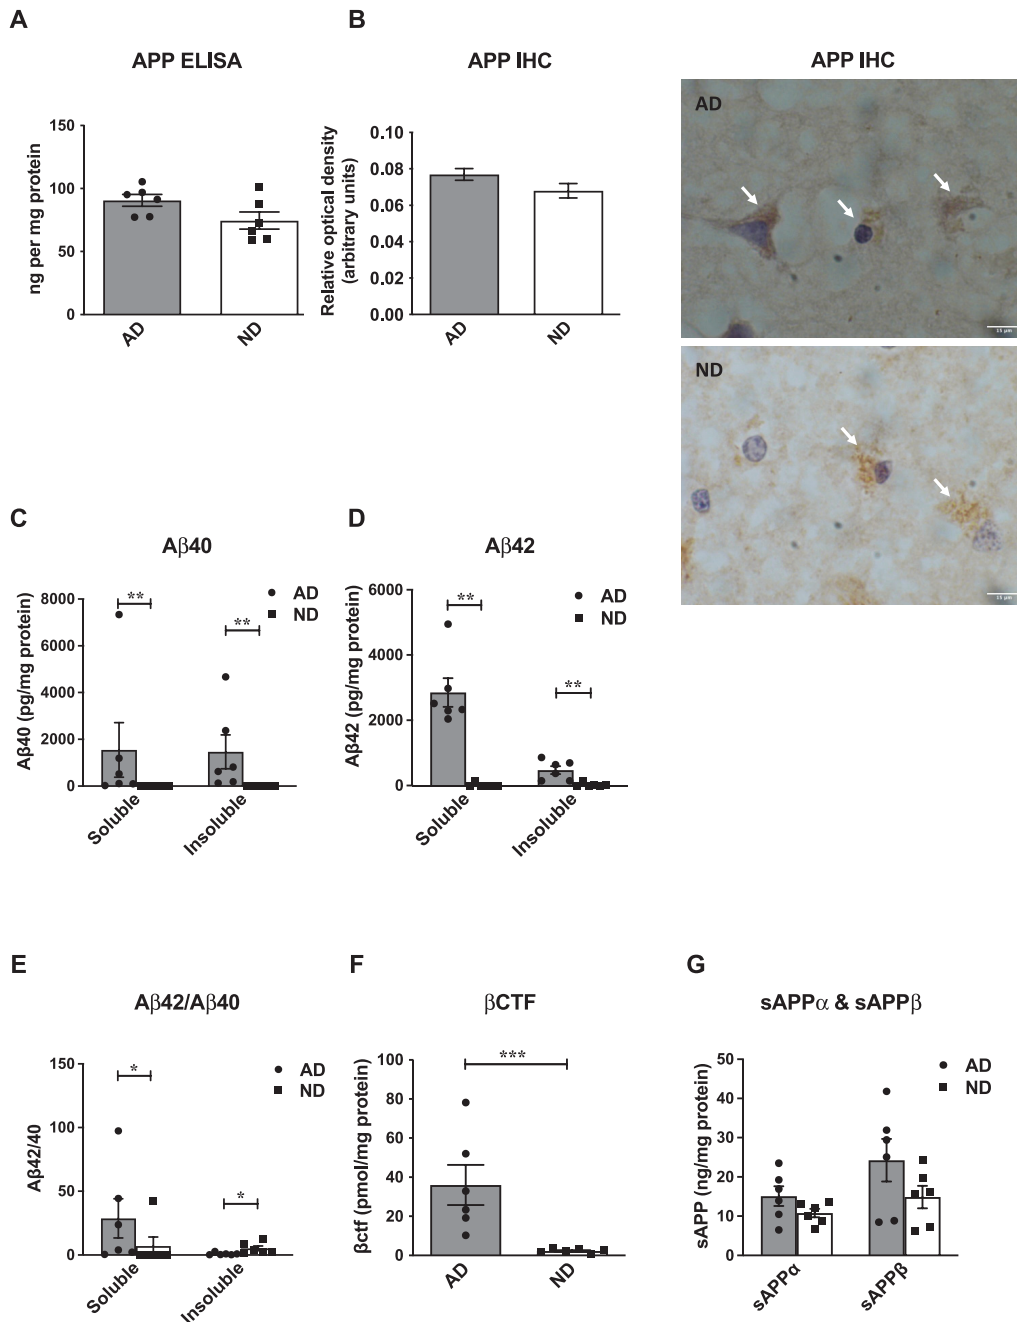 A
B
APP ELISA
APP IHC
APP IHC
ng per mg protein
150
100
50
0
AD
ND
Relative optical density
(arbitrary units)
0.10
0.08
0.06
0.04
0.02
0.00
AD
ND
AD
15 µm
ND
15 µm
C
D
Aβ40
Aβ42
Aβ40 (pg/mg protein)
8000
6000
4000
2000
0
**
**
AD
ND
Soluble
Insoluble
Aβ42 (pg/mg protein)
6000
4000
2000
0
**
**
AD
ND
Soluble
Insoluble
E
F
G
Aβ42/Aβ40
βCTF
sAPPα & sAPPβ
Aβ42/40
150
100
50
0
*
*
AD
ND
Soluble
Insoluble
βctf (pmol/mg protein)
100
80
60
40
20
0
***
AD
ND
sAPP (ng/mg protein)
50
40
30
20
10
0
AD
ND
sAPPα
sAPPβ